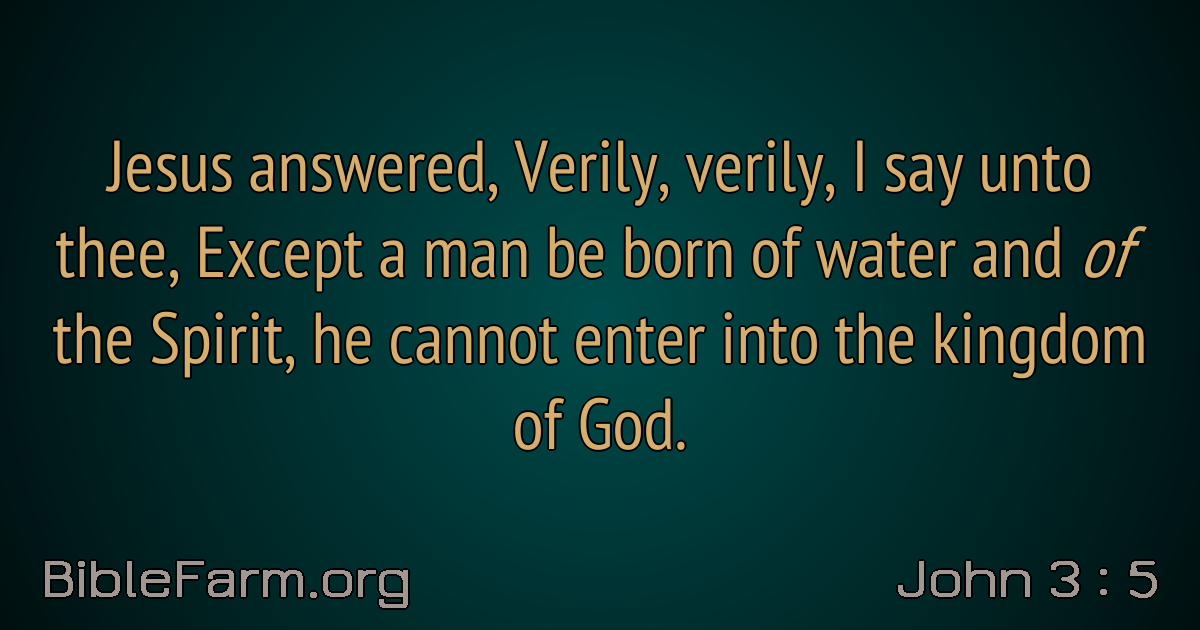 Jesus answered, Verily, verily, I say unto
thee, Except a man be born of water and of
the Spirit, he cannot enter into the kingdom
of God.
BibleFarm.org
John 3 : 5